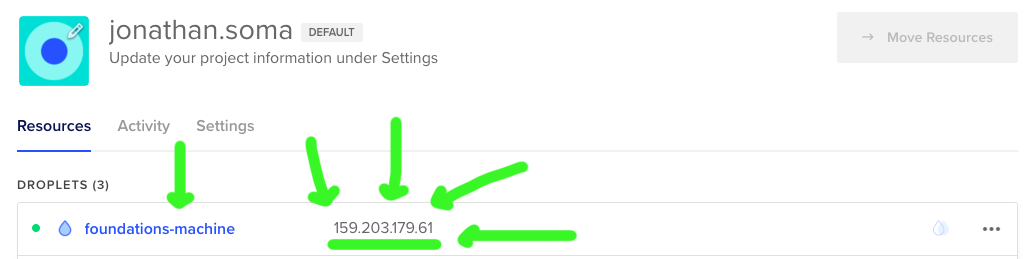 jonathan.soma DEFAULT
Update your project information under Settings
→ Move Resources
Resources Activity Settings
DROPLETS (3)
foundations-machine 159.203.179.61 •••